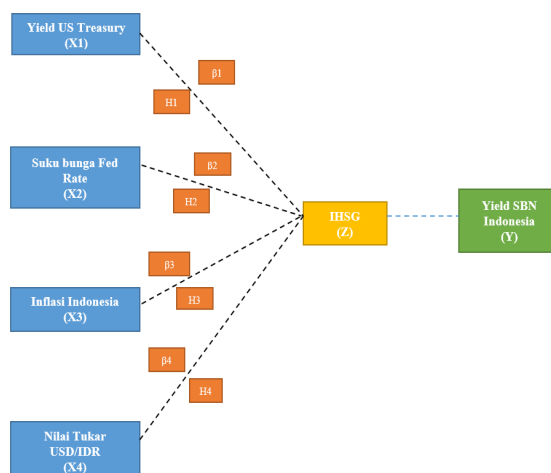 Yield US Treasury
(X1)
β1
H1
Suku bunga Fed
Rate
(X2)
β2
H2
IHSG
(Z)
Yield SBN
Indonesia
(Y)
β3
Inflasi Indonesia
(X3)
H3
β4
H4
Nilai Tukar
USD/IDR
(X4)